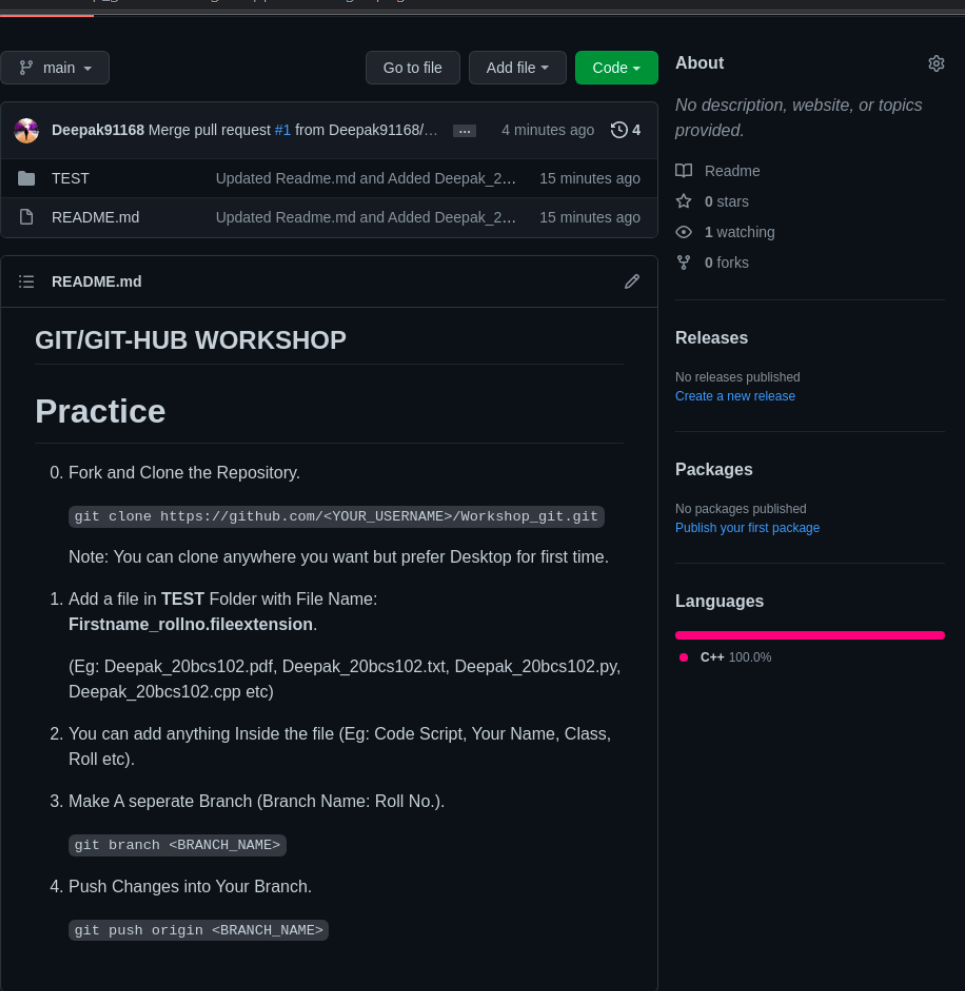 main
Go to file
Add file
Code
Deepak91168 Merge pull request #1 from Deepak91168/… ... 4 minutes ago 4
TEST Updated Readme.md and Added Deepak_2... 15 minutes ago
README.md Updated Readme.md and Added Deepak_2... 15 minutes ago
README.md
GIT/GIT-HUB WORKSHOP
Practice
0. Fork and Clone the Repository.
git clone https://github.com/<YOUR_USERNAME>/Workshop_git.git
Note: You can clone anywhere you want but prefer Desktop for first time.
1. Add a file in TEST Folder with File Name:
Firstname_rollno.fileextension.
(Eg: Deepak_20bcs102.pdf, Deepak_20bcs102.txt, Deepak_20bcs102.py,
Deepak_20bcs102.cpp etc)
2. You can add anything Inside the file (Eg: Code Script, Your Name, Class,
Roll etc).
3. Make A seperate Branch (Branch Name: Roll No.).
git branch <BRANCH_NAME>
4. Push Changes into Your Branch.
git push origin <BRANCH_NAME>
About
No description, website, or topics
provided.
Readme
0 stars
1 watching
0 forks
Releases
No releases published
Create a new release
Packages
No packages published
Publish your first package
Languages
C++ 100.0%